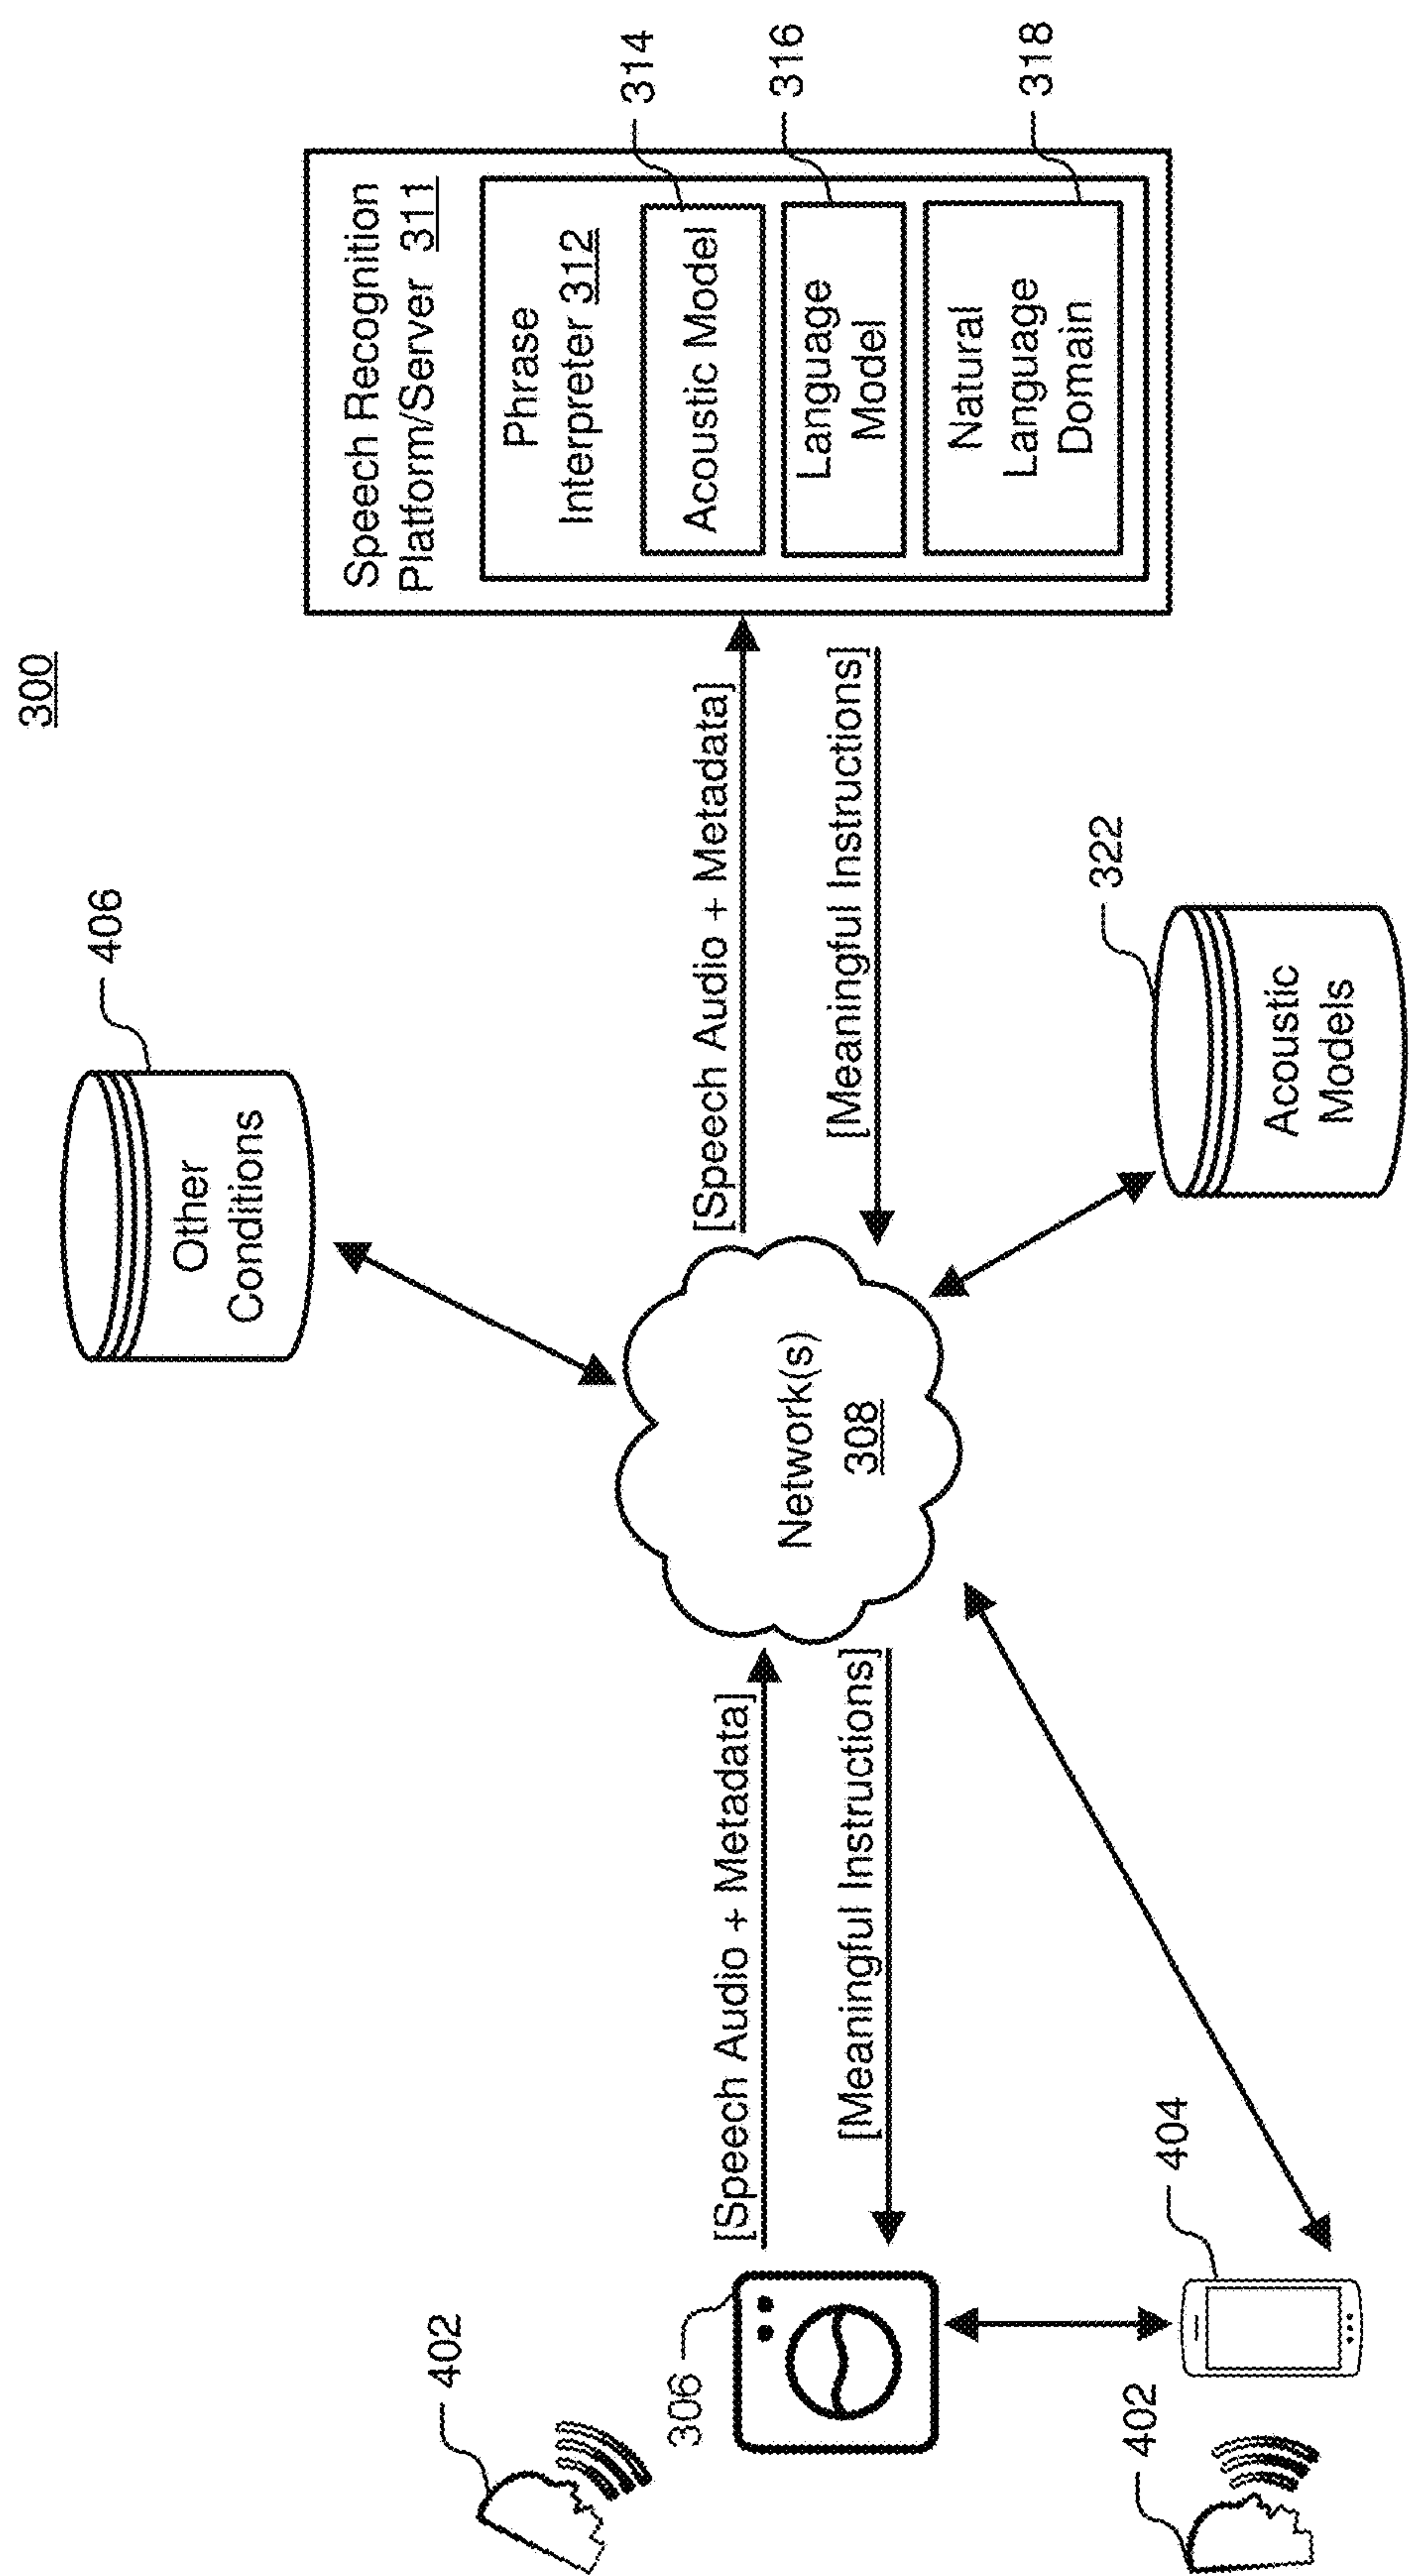 300
406
Other
Conditions
Speech Recognition
Platform/Server 311
Phrase
Interpreter 312
Acoustic Model
314
Language
Model
316
Natural
Language
Domain
318
402
306
[Speech Audio + Metadata]
[Meaningful Instructions]
Network(s)
308
[Speech Audio + Metadata]
[Meaningful Instructions]
402
404
322
Acoustic
Models